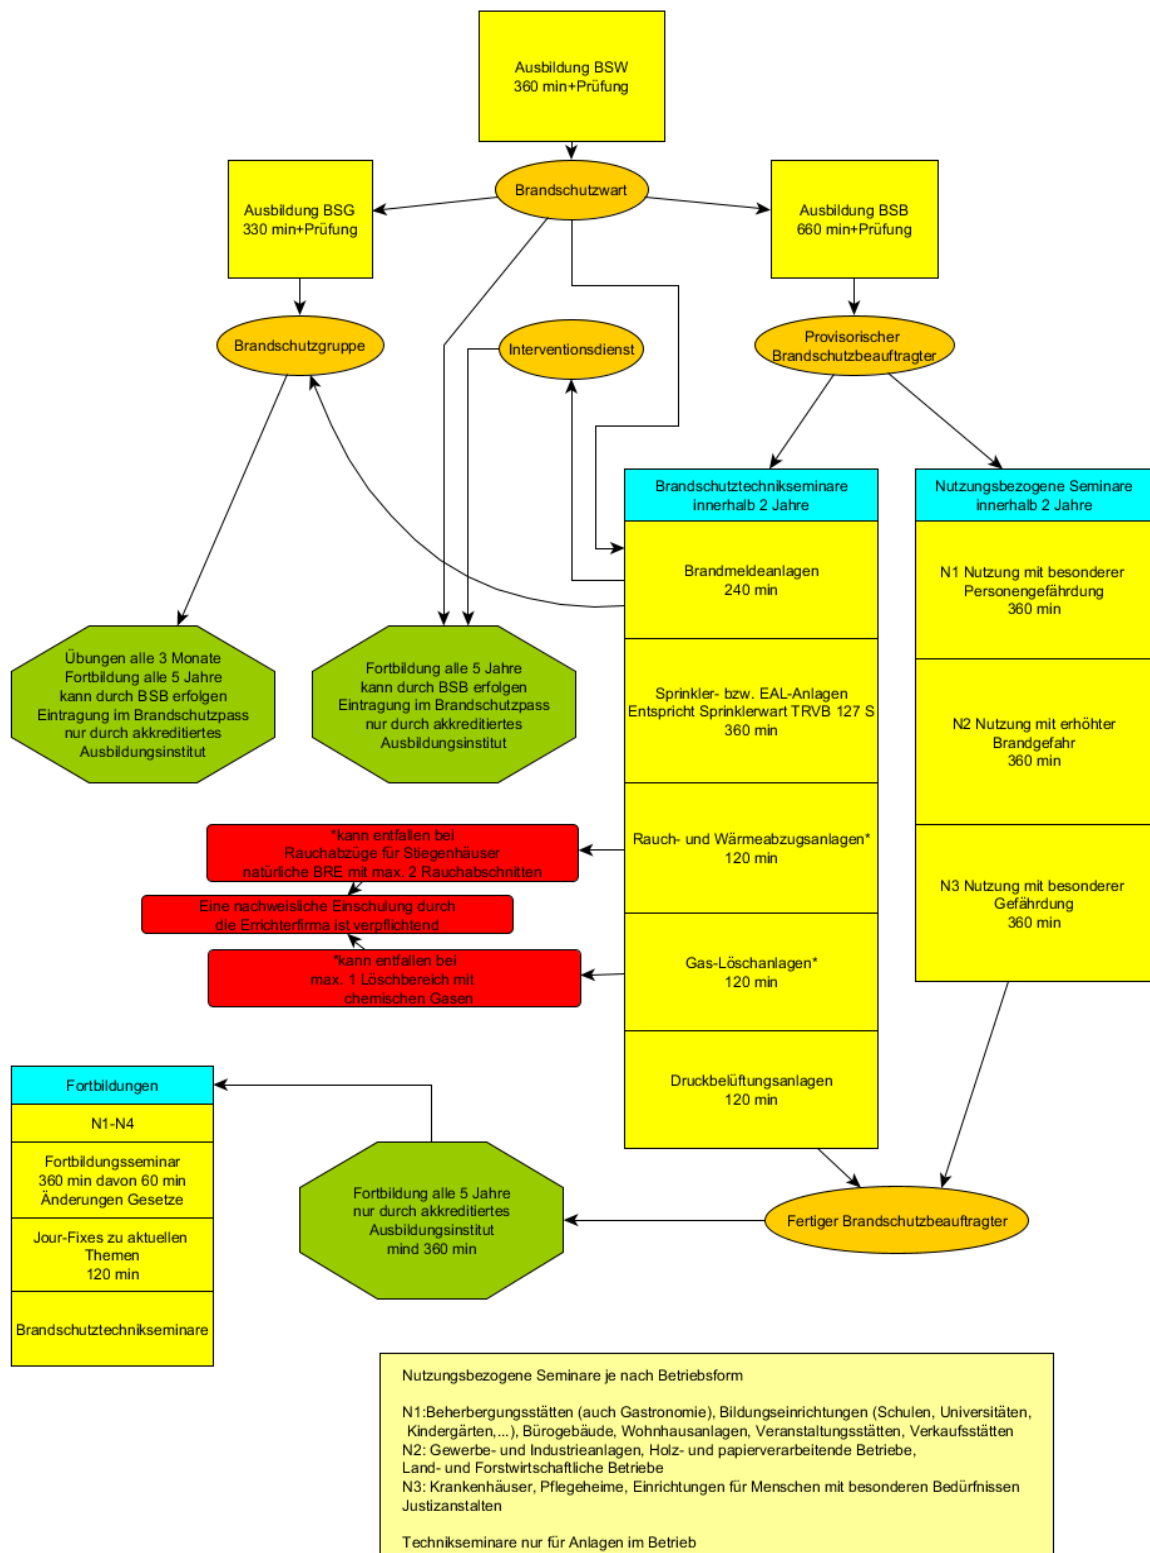 Ausbildung BSW
360 min+Prüfung
Brandschutzwart
Ausbildung BSG
330 min+Prüfung
Ausbildung BSB
660 min+Prüfung
Brandschutzgruppe
Interventionsdienst
Provisorischer
Brandschutzbeauftragter
Brandschutztechnikseminare
innerhalb 2 Jahre
Brandmeldeanlagen
240 min
Sprinkler- bzw. EAL-Anlagen
Entspricht Sprinklerwart TRVB 127 S
360 min
Rauch- und Wärmeabzugsanlagen*
120 min
Gas-Löschanlagen*
120 min
Druckbelüftungsanlagen
120 min
Nutzungsbezogene Seminare
innerhalb 2 Jahre
N1 Nutzung mit besonderer
Personengefährdung
360 min
N2 Nutzung mit erhöhter
Brandgefahr
360 min
N3 Nutzung mit besonderer
Gefährdung
360 min
Übungen alle 3 Monate
Fortbildung alle 5 Jahre
kann durch BSB erfolgen
Eintragung im Brandschutzpass
nur durch akkreditiertes
Ausbildungsinstitut
Fortbildung alle 5 Jahre
kann durch BSB erfolgen
Eintragung im Brandschutzpass
nur durch akkreditiertes
Ausbildungsinstitut
*kann entfallen bei
Rauchabzüge für Stiegenhäuser
natürliche BRE mit max. 2 Rauchabschnitten
Eine nachweisliche Einschulung durch
die Errichterfirma ist verpflichtend
*kann entfallen bei
max. 1 Löschbereich mit
chemischen Gasen
Fortbildungen
N1-N4
Fortbildungsseminar
360 min davon 60 min
Änderungen Gesetze
Jour-Fixes zu aktuellen
Themen
120 min
Brandschutztechnikseminare
Fortbildung alle 5 Jahre
nur durch akkreditiertes
Ausbildungsinstitut
mind 360 min
Fertiger Brandschutzbeauftragter
Nutzungsbezogene Seminare je nach Betriebsform
N1:Beherbergungsstätten (auch Gastronomie), Bildungseinrichtungen (Schulen, Universitäten,
Kindergärten,...), Bürogebäude, Wohnhausanlagen, Veranstaltungsstätten, Verkaufsstätten
N2: Gewerbe- und Industrieanlagen, Holz- und papierverarbeitende Betriebe,
Land- und Forstwirtschaftliche Betriebe
N3: Krankenhäuser, Pflegeheime, Einrichtungen für Menschen mit besonderen Bedürfnissen
Justizanstalten
Technikseminare nur für Anlagen im Betrieb